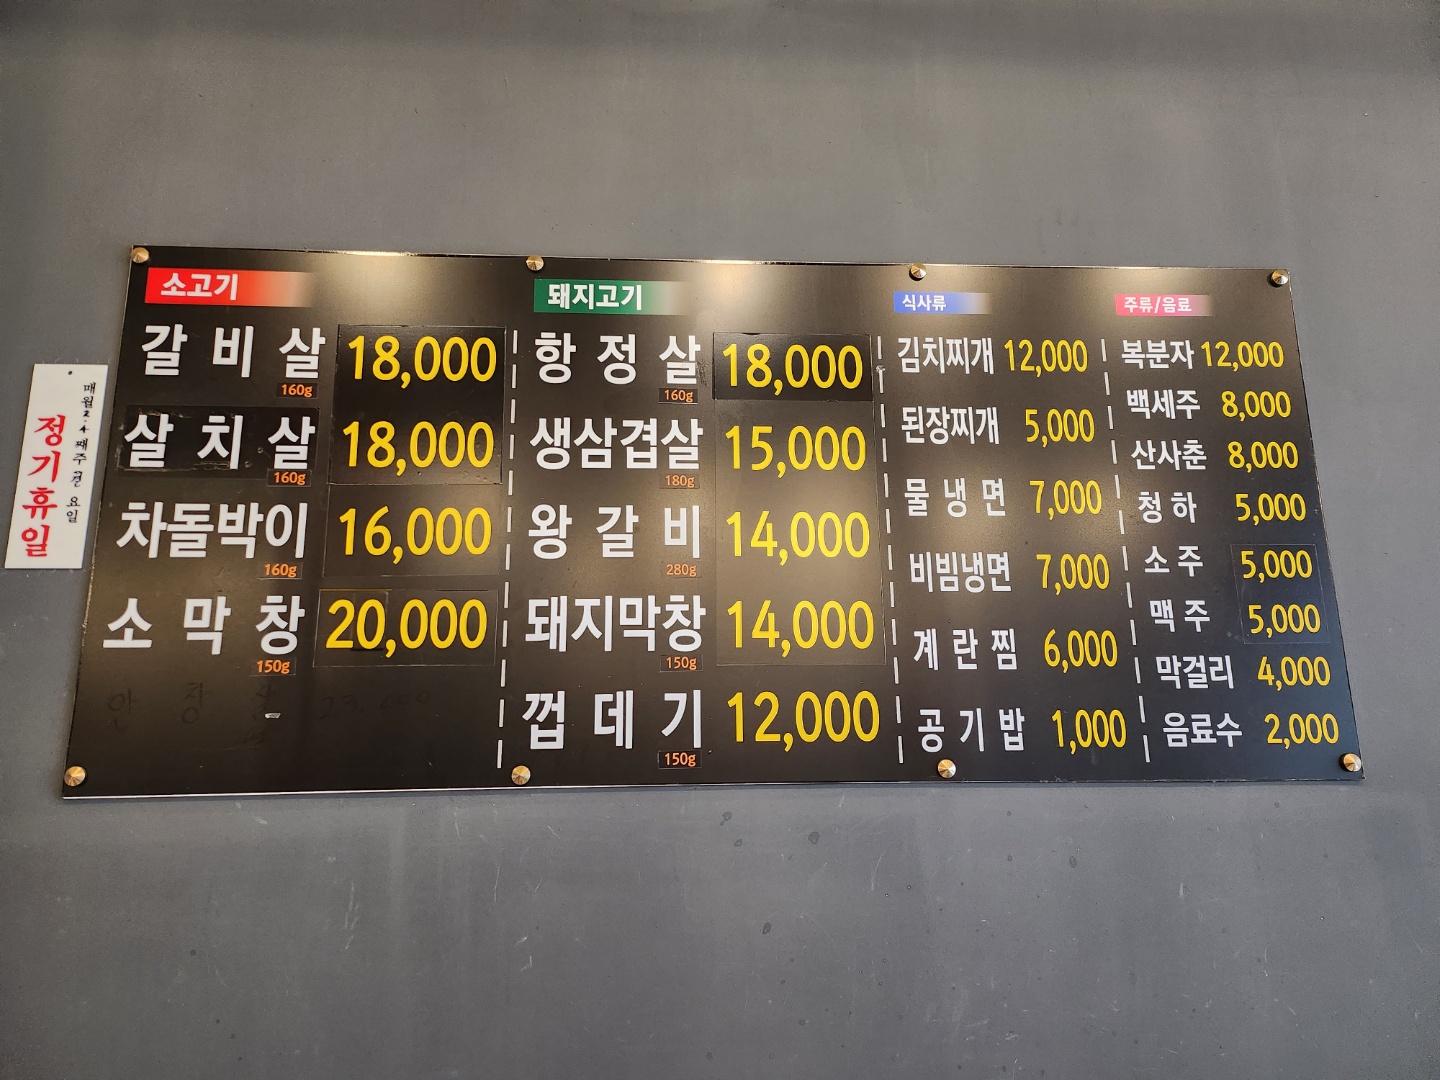 매월 2.4 째주 일요일
정기휴일
소고기
갈비살 160g 18,000
살치살 160g 18,000
차돌박이 160g 16,000
소막창 150g 20,000
안창살 23,000
돼지고기
항정살 160g 18,000
생삼겹살 180g 15,000
왕갈비 280g 14,000
돼지막창 150g 14,000
껍데기 150g 12,000
식사류
김치찌개 12,000
된장찌개 5,000
물냉면 7,000
비빔냉면 7,000
계란찜 6,000
공기밥 1,000
주류/음료
복분자 12,000
백세주 8,000
산사춘 8,000
청하 5,000
소주 5,000
맥주 5,000
막걸리 4,000
음료수 2,000